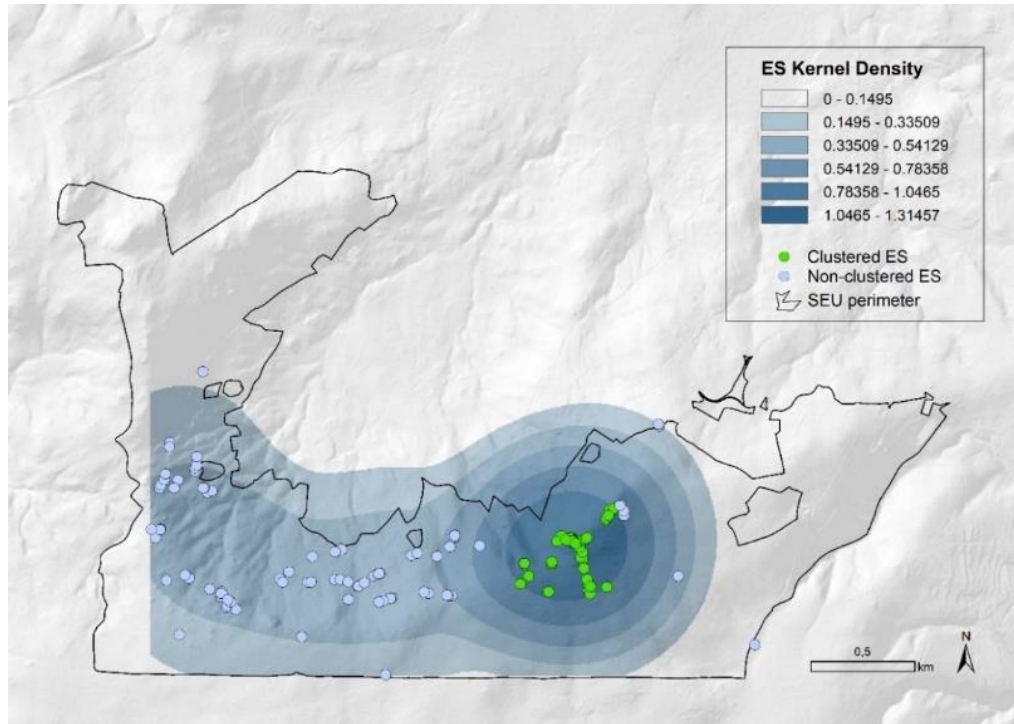 ES Kernel Density
0 - 0.1495
0.1495 - 0.33509
0.33509 - 0.54129
0.54129 - 0.78358
0.78358 - 1.0465
1.0465 - 1.31457
Clustered ES
Non-clustered ES
SEU perimeter
N
0,5
km